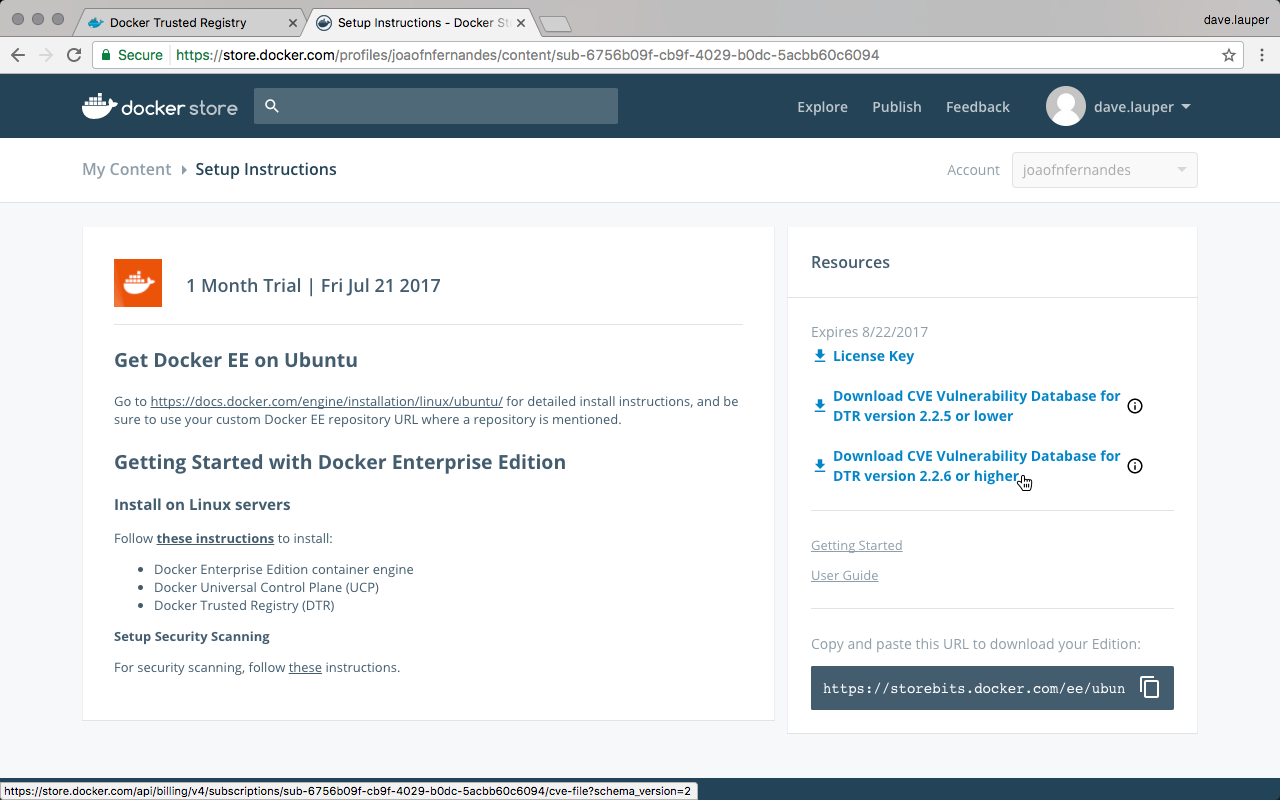 Docker Trusted Registry
Setup Instructions - Docker St
dave.lauper
Secure https://store.docker.com/profiles/joaofnfernandes/content/sub-6756b09f-cb9f-4029-b0dc-5acbb60c6094
docker store
Explore Publish Feedback dave.lauper
My Content Setup Instructions
Account joaofnfernandes
1 Month Trial | Fri Jul 21 2017
Get Docker EE on Ubuntu
Go to https://docs.docker.com/engine/installation/linux/ubuntu/ for detailed install instructions, and be
sure to use your custom Docker EE repository URL where a repository is mentioned.
Getting Started with Docker Enterprise Edition
Install on Linux servers
Follow these instructions to install:
• Docker Enterprise Edition container engine
• Docker Universal Control Plane (UCP)
• Docker Trusted Registry (DTR)
Setup Security Scanning
For security scanning, follow these instructions.
Resources
Expires 8/22/2017
License Key
Download CVE Vulnerability Database for
DTR version 2.2.5 or lower
Download CVE Vulnerability Database for
DTR version 2.2.6 or higher
Getting Started
User Guide
Copy and paste this URL to download your Edition:
https://storebits.docker.com/ee/ubun
https://store.docker.com/api/billing/v4/subscriptions/sub-6756b09f-cb9f-4029-b0dc-5acbb60c6094/cve-file?schema_version=2